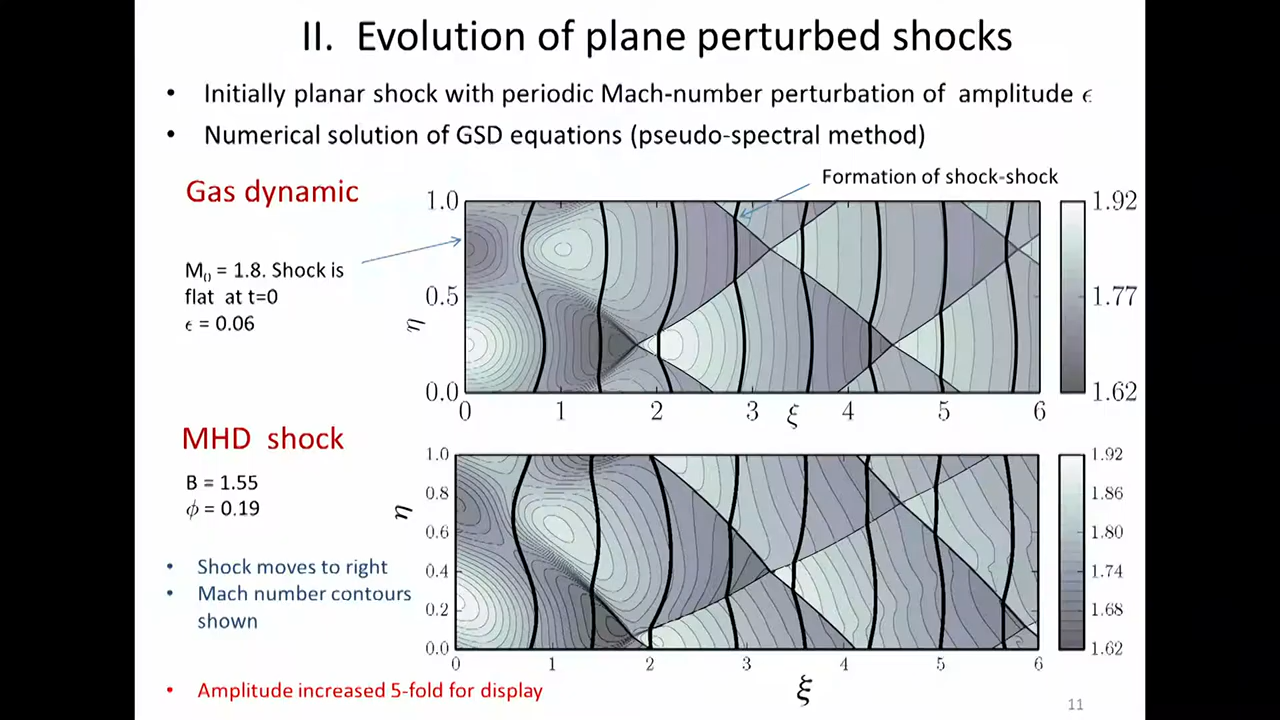 II. Evolution of plane perturbed shocks
• Initially planar shock with periodic Mach-number perturbation of amplitude ϵ
• Numerical solution of GSD equations (pseudo-spectral method)
Gas dynamic
Formation of shock-shock
M₀ = 1.8. Shock is
flat at t=0
ϵ = 0.06
1.0
0.5
0.0
η
0 1 2 3 4 5 6
ξ
1.92
1.77
1.62
MHD shock
B = 1.55
ϕ = 0.19
• Shock moves to right
• Mach number contours
shown
1.0
0.8
0.6
0.4
0.2
0.0
η
0 1 2 3 4 5 6
ξ
1.92
1.86
1.80
1.74
1.68
1.62
• Amplitude increased 5-fold for display
11